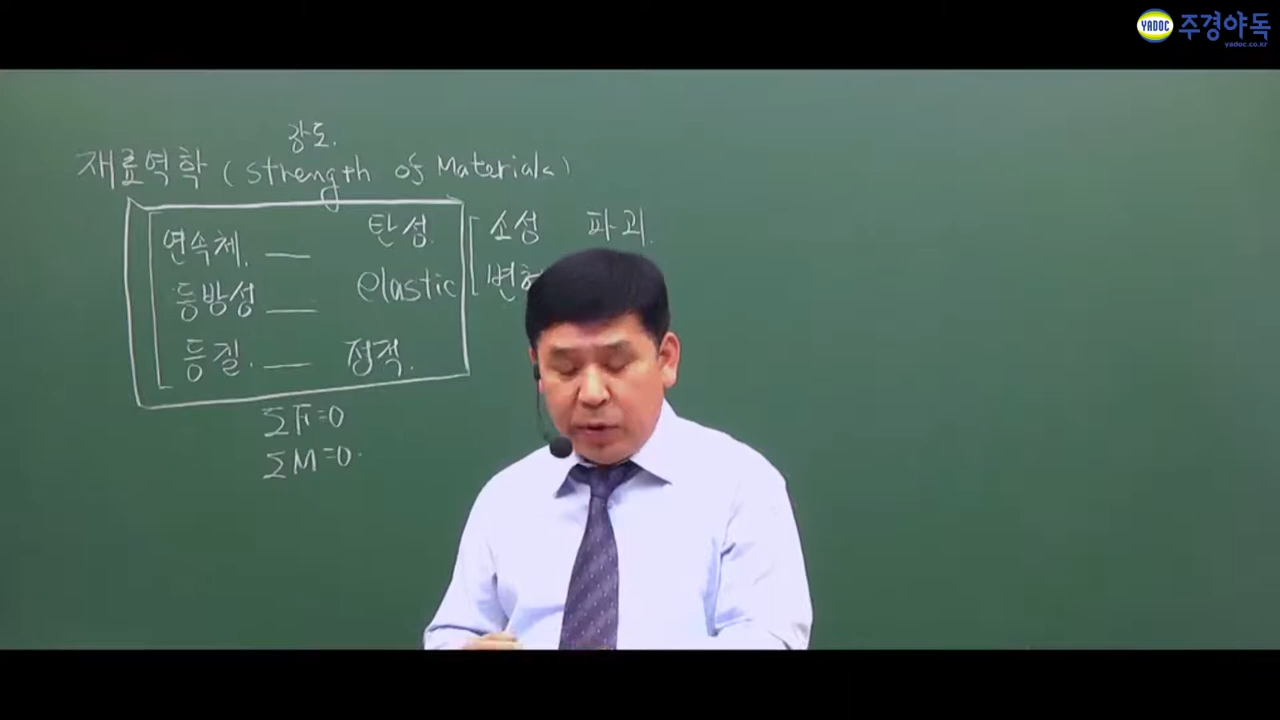 YADOC 주경야독
yadoc.co.kr
강도.
재료역학 (Strength of Materials)
연속체. — 탄성. 소성 파괴.
등방성 — elastic
등질. — 정적.
ΣF=0
ΣM=0.